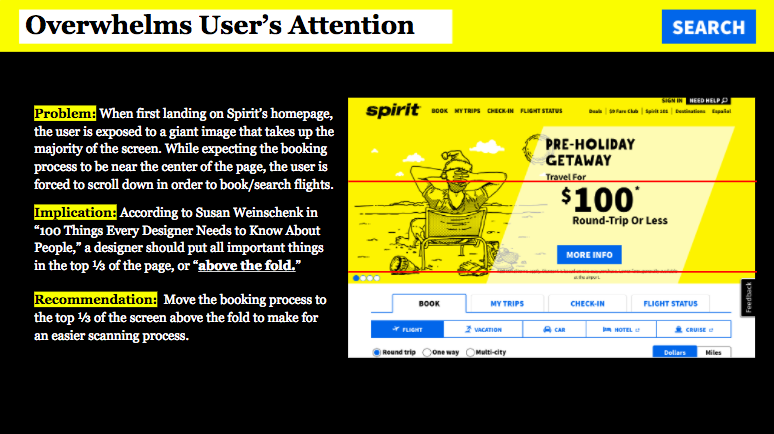 Overwhelms User's Attention
SEARCH
Problem: When first landing on Spirit's homepage,
the user is exposed to a giant image that takes up the
majority of the screen. While expecting the booking
process to be near the center of the page, the user is
forced to scroll down in order to book/search flights.
Implication: According to Susan Weinschenk in
"100 Things Every Designer Needs to Know About
People," a designer should put all important things
in the top ⅓ of the page, or "above the fold."
Recommendation: Move the booking process to
the top ⅓ of the screen above the fold to make for
an easier scanning process.
SIGN IN NEED HELP
spirit BOOK MY TRIPS CHECK-IN FLIGHT STATUS Deals | $9 Fare Club | Spirit 101 | Destinations Español
PRE-HOLIDAY
GETAWAY
Travel For
$100*
Round-Trip Or Less
MORE INFO
Feedback
BOOK MY TRIPS CHECK-IN FLIGHT STATUS
FLIGHT VACATION CAR HOTEL CRUISE
Round trip One way Multi-city Dollars Miles